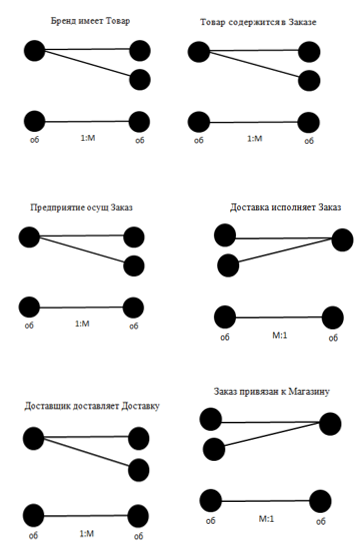 Бренд имеет Товар
Товар содержится в Заказе
об
1:М
об
об
1:М
об
Предприятие осущ Заказ
Доставка исполняет Заказ
об
1:М
об
об
М:1
об
Доставщик доставляет Доставку
Заказ привязан к Магазину
об
1:М
об
об
М:1
об